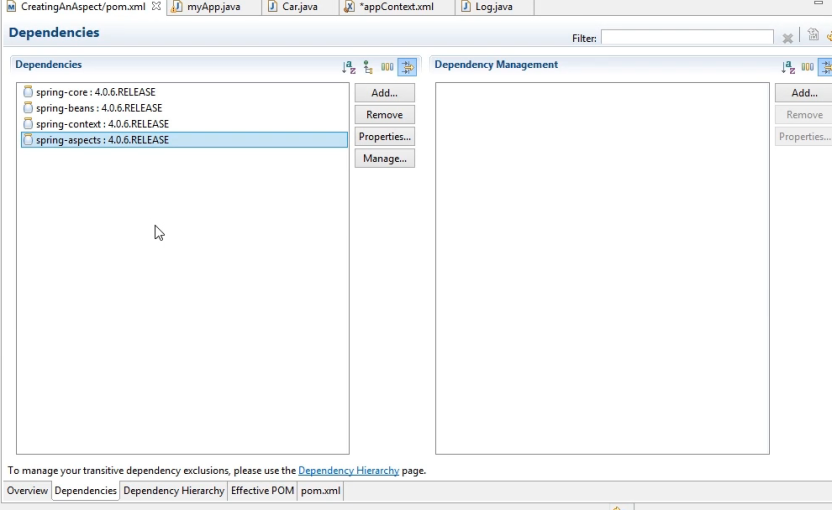 CreatingAnAspect/pom.xml myApp.java Car.java *appContext.xml Log.java
Dependencies
Filter:
Dependencies
Dependency Management
spring-core : 4.0.6.RELEASE
spring-beans : 4.0.6.RELEASE
spring-context : 4.0.6.RELEASE
spring-aspects : 4.0.6.RELEASE
Add...
Remove
Properties...
Manage...
Add...
Remove
Properties...
To manage your transitive dependency exclusions, please use the Dependency Hierarchy page.
Overview Dependencies Dependency Hierarchy Effective POM pom.xml